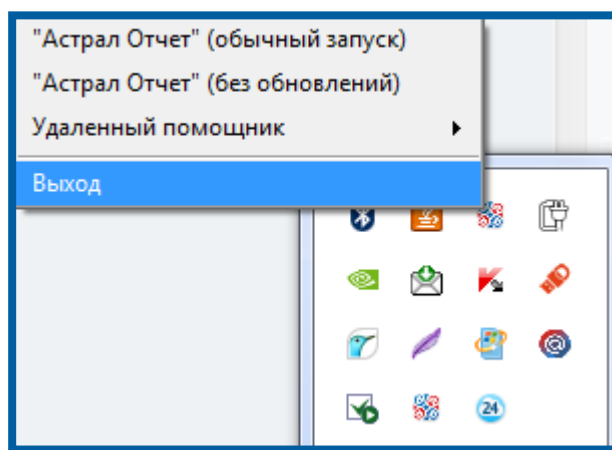 "Астрал Отчет" (обычный запуск)
"Астрал Отчет" (без обновлений)
Удаленный помощник
Выход
24